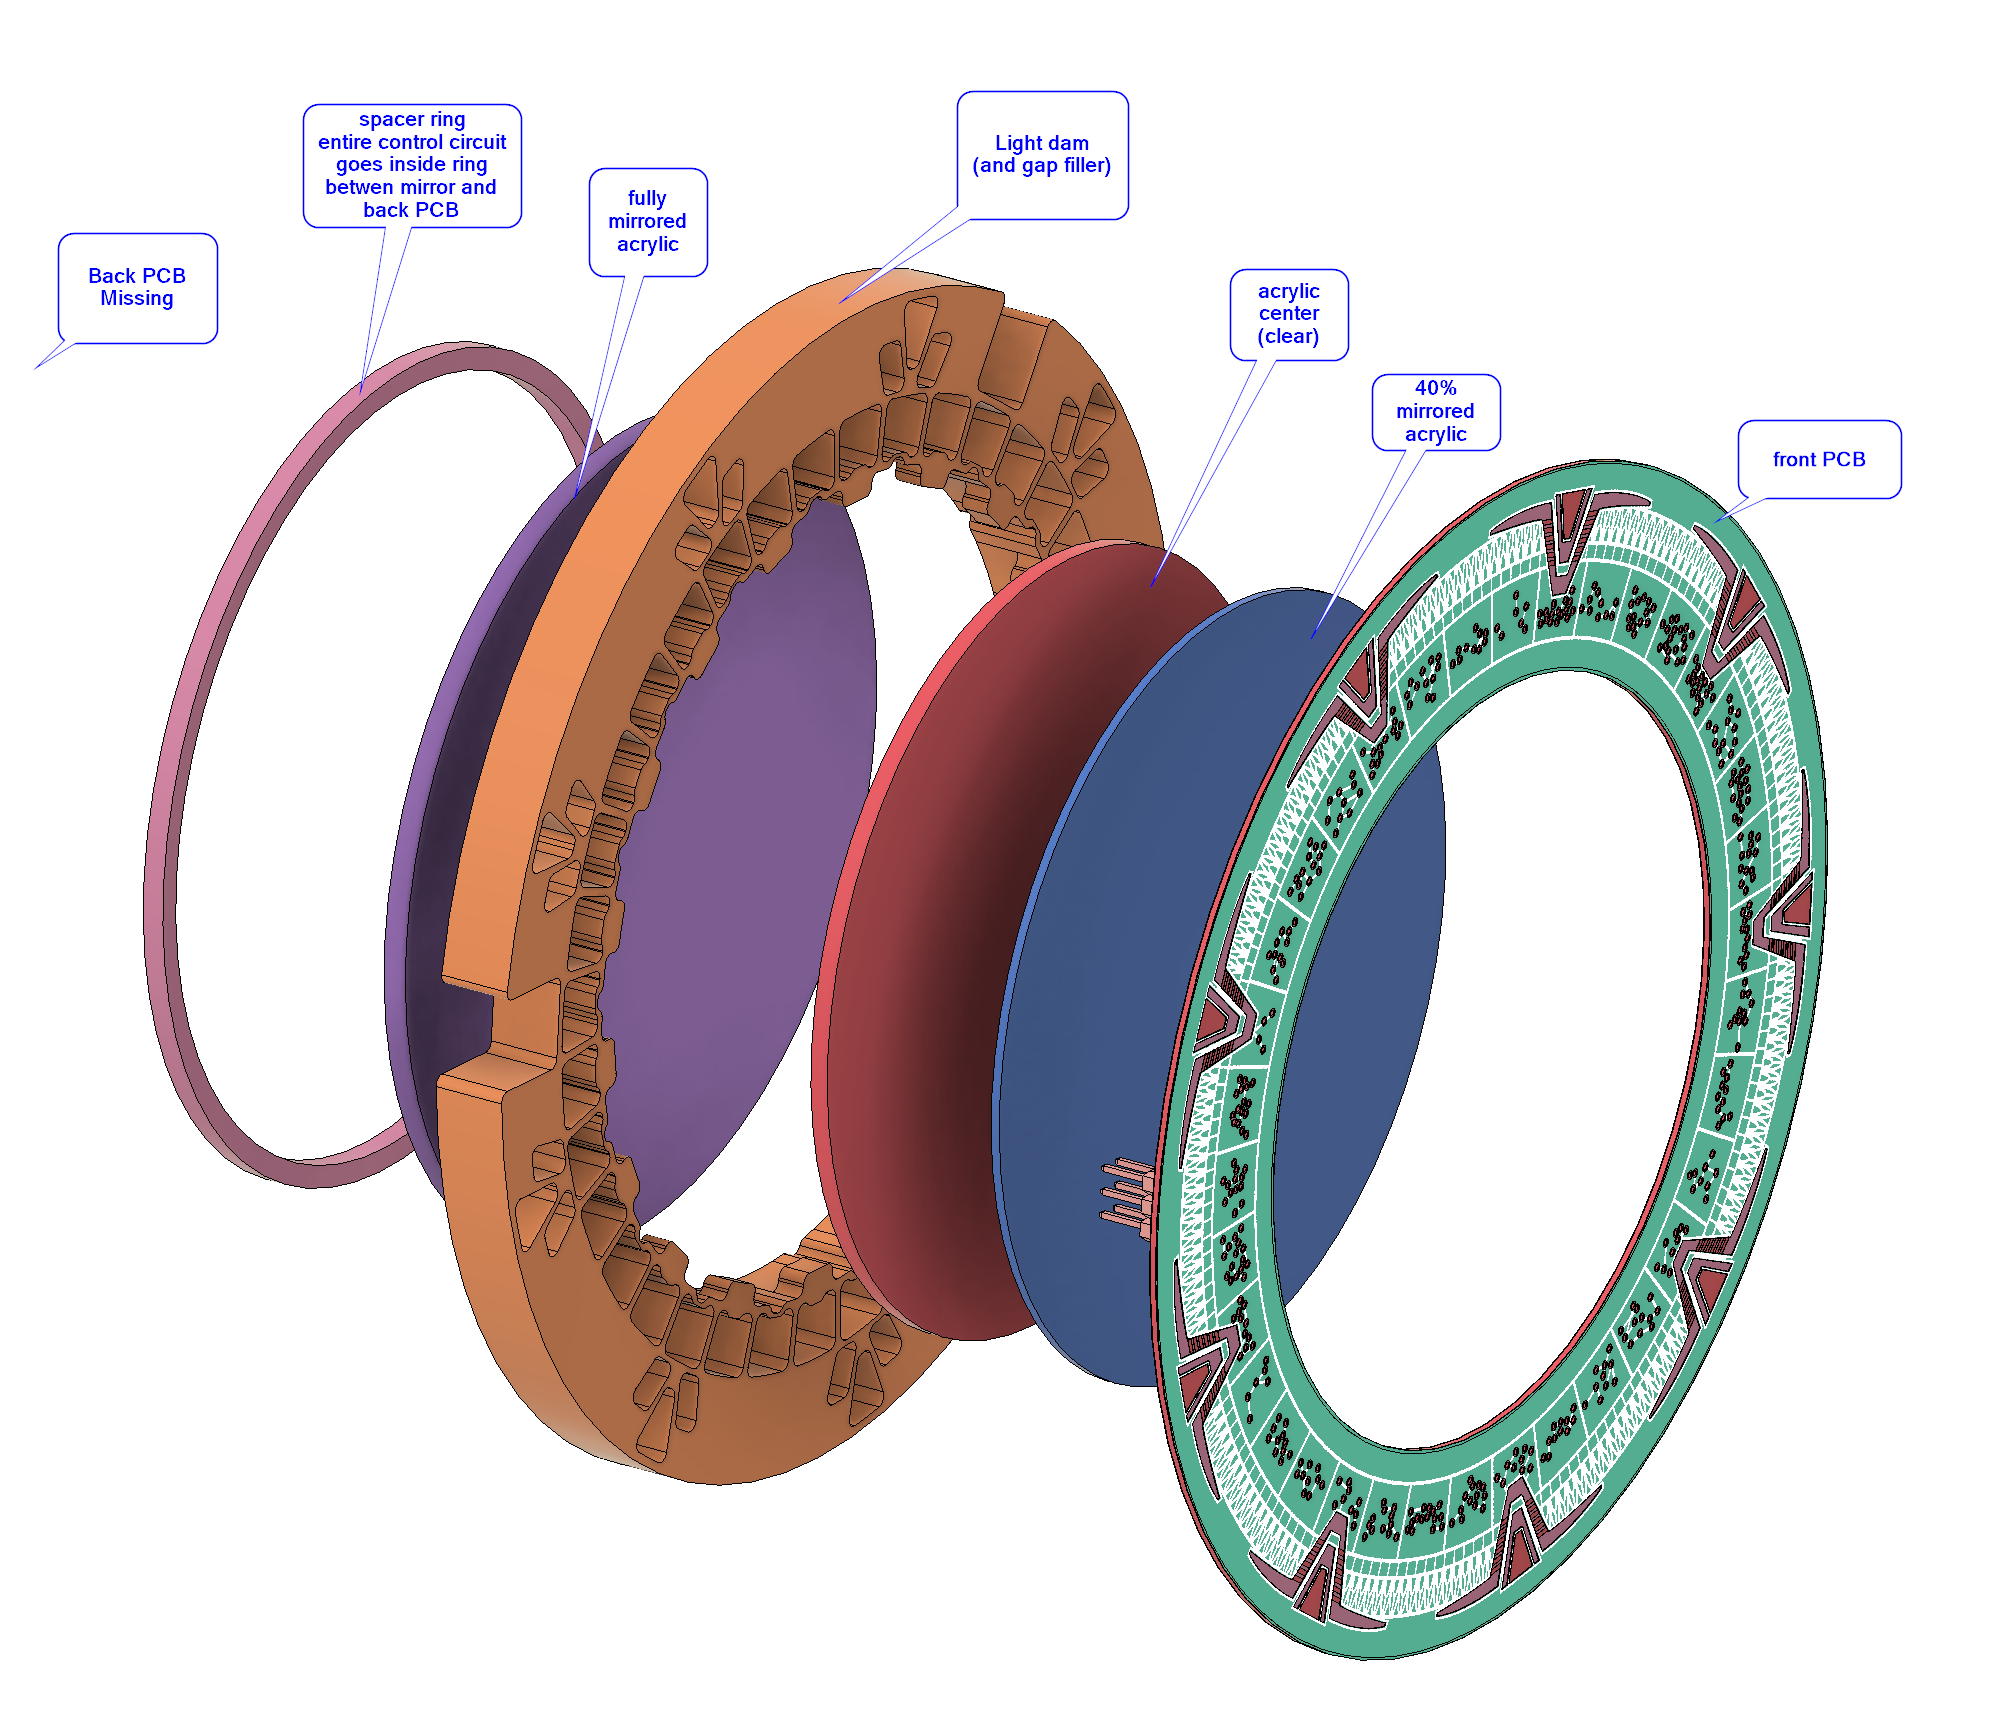 Back PCB
Missing
spacer ring
entire control circuit
goes inside ring
betwen mirror and
back PCB
fully
mirrored
acrylic
Light dam
(and gap filler)
acrylic
center
(clear)
40%
mirrored
acrylic
front PCB